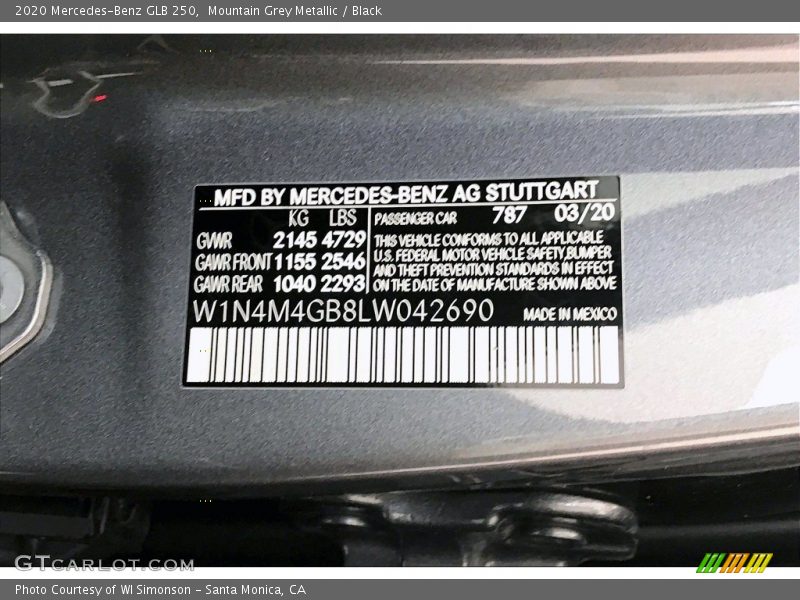 2020 Mercedes-Benz GLB 250, Mountain Grey Metallic / Black
MFD BY MERCEDES-BENZ AG STUTTGART
KG LBS
GVWR 2145 4729
GAWR FRONT 1155 2546
GAWR REAR 1040 2293
PASSENGER CAR 787 03/20
THIS VEHICLE CONFORMS TO ALL APPLICABLE
U.S. FEDERAL MOTOR VEHICLE SAFETY, BUMPER
AND THEFT PREVENTION STANDARDS IN EFFECT
ON THE DATE OF MANUFACTURE SHOWN ABOVE
W1N4M4GB8LW042690 MADE IN MEXICO
GTCARLOT.COM
Photo Courtesy of WI Simonson - Santa Monica, CA